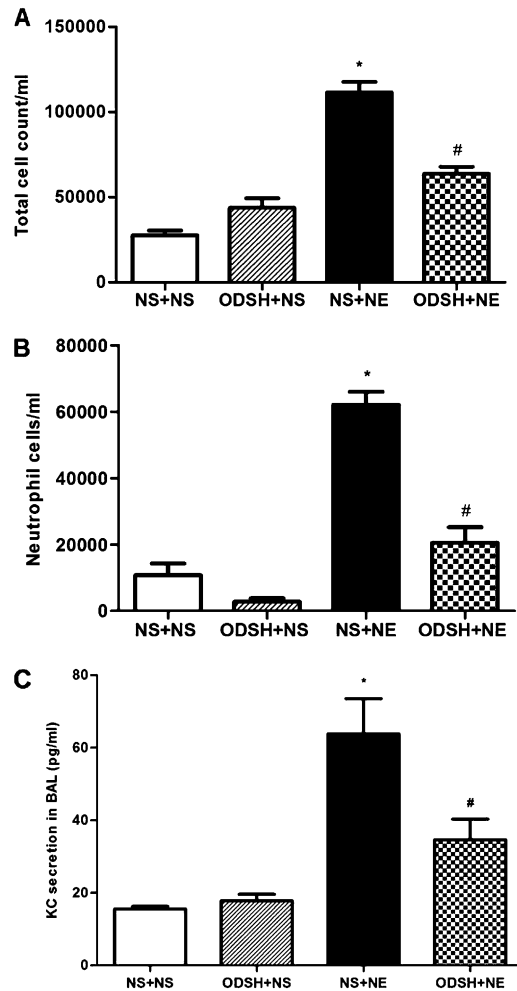 A
Total cell count/ml
150000
100000
50000
0
*
#
NS+NS ODSH+NS NS+NE ODSH+NE
B
Neutrophil cells/ml
80000
60000
40000
20000
0
*
#
NS+NS ODSH+NS NS+NE ODSH+NE
C
KC secretion in BAL (pg/ml)
80
60
40
20
0
*
#
NS+NS ODSH+NS NS+NE ODSH+NE